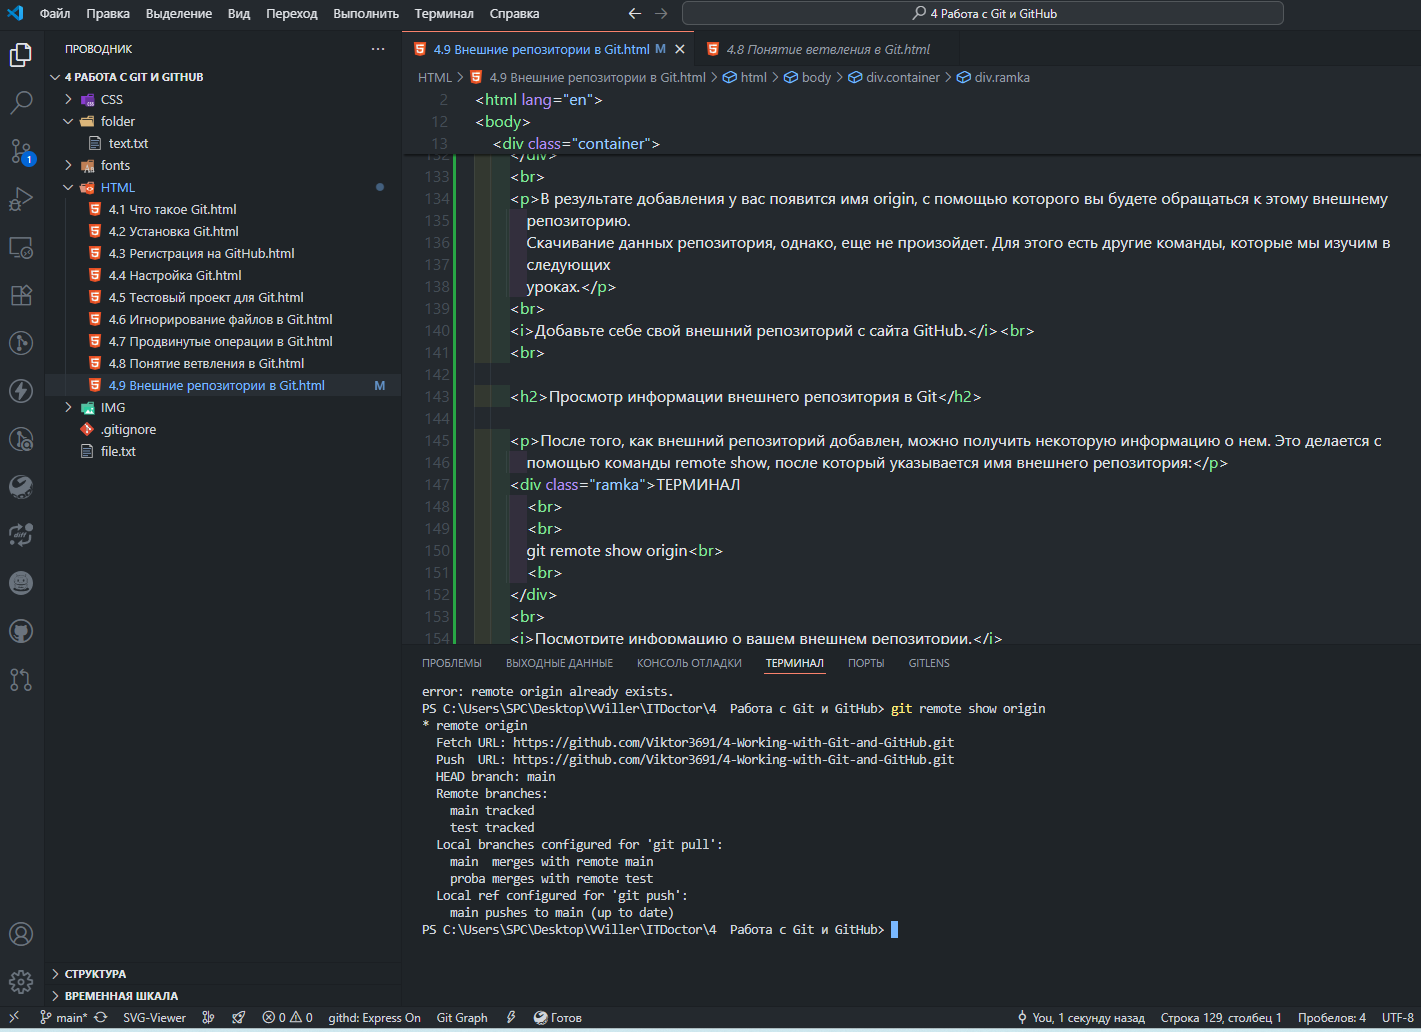 Файл Правка Выделение Вид Переход Выполнить Терминал Справка
4 Работа с Git и GitHub
ПРОВОДНИК
4 РАБОТА С GIT И GITHUB
CSS
folder
text.txt
fonts
HTML
4.1 Что такое Git.html
4.2 Установка Git.html
4.3 Регистрация на GitHub.html
4.4 Настройка Git.html
4.5 Тестовый проект для Git.html
4.6 Игнорирование файлов в Git.html
4.7 Продвинутые операции в Git.html
4.8 Понятие ветвления в Git.html
4.9 Внешние репозитории в Git.html M
IMG
.gitignore
file.txt
СТРУКТУРА
ВРЕМЕННАЯ ШКАЛА
1
4.9 Внешние репозитории в Git.html M
4.8 Понятие ветвления в Git.html
HTML > 4.9 Внешние репозитории в Git.html > html > body > div.container > div.ramka
2 <html lang="en">
12 <body>
13 <div class="container">
132 </div>
133 <br>
134 <p>В результате добавления у вас появится имя origin, с помощью которого вы будете обращаться к этому внешнему
135 репозиторию.
136 Скачивание данных репозитория, однако, еще не произойдет. Для этого есть другие команды, которые мы изучим в
137 следующих
138 уроках.</p>
139 <br>
140 <i>Добавьте себе свой внешний репозиторий с сайта GitHub.</i><br>
141 <br>
142
143 <h2>Просмотр информации внешнего репозитория в Git</h2>
144
145 <p>После того, как внешний репозиторий добавлен, можно получить некоторую информацию о нем. Это делается с
146 помощью команды remote show, после который указывается имя внешнего репозитория:</p>
147 <div class="ramka">ТЕРМИНАЛ
148 <br>
149 <br>
150 git remote show origin<br>
151 <br>
152 </div>
153 <br>
154 <i>Посмотрите информацию о вашем внешнем репозитории.</i>
ПРОБЛЕМЫ ВЫХОДНЫЕ ДАННЫЕ КОНСОЛЬ ОТЛАДКИ ТЕРМИНАЛ ПОРТЫ GITLENS
error: remote origin already exists.
PS C:\Users\SPC\Desktop\VViller\ITDoctor\4  Работа с Git и GitHub> git remote show origin
* remote origin
Fetch URL: https://github.com/Viktor3691/4-Working-with-Git-and-GitHub.git
Push  URL: https://github.com/Viktor3691/4-Working-with-Git-and-GitHub.git
HEAD branch: main
Remote branches:
main tracked
test tracked
Local branches configured for 'git pull':
main  merges with remote main
proba merges with remote test
Local ref configured for 'git push':
main pushes to main (up to date)
PS C:\Users\SPC\Desktop\VViller\ITDoctor\4  Работа с Git и GitHub>
main* SVG-Viewer 0 0 githd: Express On Git Graph Готов You, 1 секунду назад Строка 129, столбец 1 Пробелов: 4 UTF-8